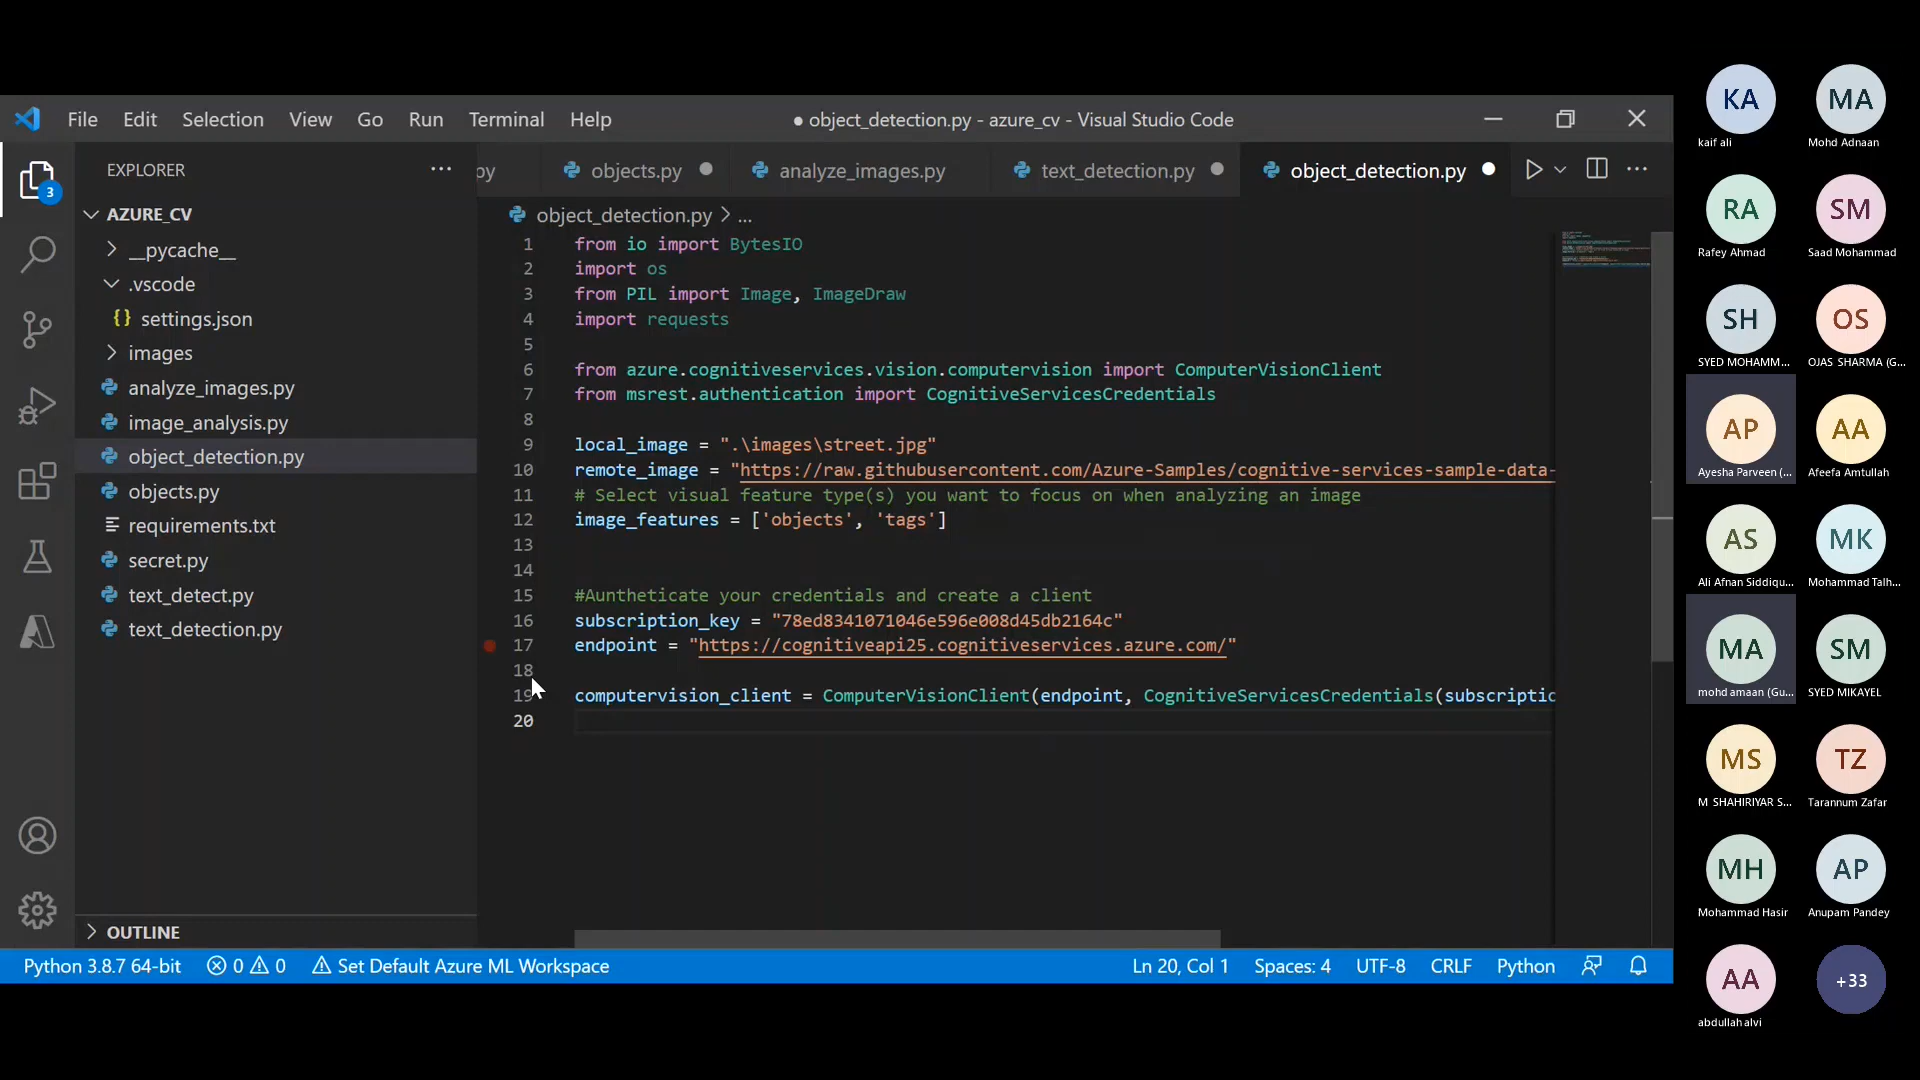 File Edit Selection View Go Run Terminal Help
● object_detection.py - azure_cv - Visual Studio Code
EXPLORER
3
AZURE_CV
__pycache__
.vscode
{} settings.json
images
analyze_images.py
image_analysis.py
object_detection.py
objects.py
requirements.txt
secret.py
text_detect.py
text_detection.py
OUTLINE
py objects.py analyze_images.py text_detection.py object_detection.py
object_detection.py > ...
1 from io import BytesIO
2 import os
3 from PIL import Image, ImageDraw
4 import requests
5
6 from azure.cognitiveservices.vision.computervision import ComputerVisionClient
7 from msrest.authentication import CognitiveServicesCredentials
8
9 local_image = ".\images\street.jpg"
10 remote_image = "https://raw.githubusercontent.com/Azure-Samples/cognitive-services-sample-data-
11 # Select visual feature type(s) you want to focus on when analyzing an image
12 image_features = ['objects', 'tags']
13
14
15 #Auntheticate your credentials and create a client
16 subscription_key = "78ed8341071046e596e008d45db2164c"
17 endpoint = "https://cognitiveapi25.cognitiveservices.azure.com/"
18
19 computervision_client = ComputerVisionClient(endpoint, CognitiveServicesCredentials(subscriptio
20
Python 3.8.7 64-bit 0 0 Set Default Azure ML Workspace Ln 20, Col 1 Spaces: 4 UTF-8 CRLF Python
KA MA
kaif ali Mohd Adnaan
RA SM
Rafey Ahmad Saad Mohammad
SH OS
SYED MOHAMM... OJAS SHARMA (G...
AP AA
Ayesha Parveen (... Afeefa Amtullah
AS MK
Ali Afnan Siddiqu... Mohammad Talh...
MA SM
mohd amaan (Gu... SYED MIKAYEL
MS TZ
M SHAHIRIYAR S... Tarannum Zafar
MH AP
Mohammad Hasir Anupam Pandey
AA +33
abdullah alvi